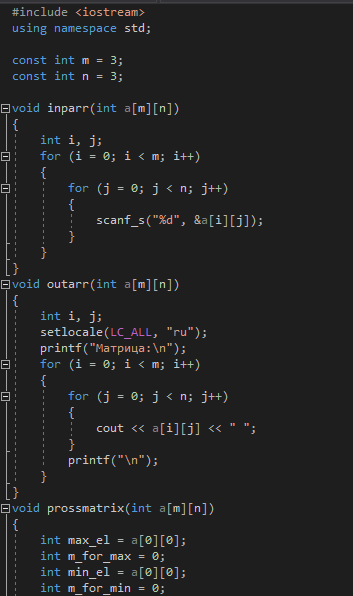 #include <iostream>
using namespace std;

const int m = 3;
const int n = 3;

void inparr(int a[m][n])
{
    int i, j;
    for (i = 0; i < m; i++)
    {
        for (j = 0; j < n; j++)
        {
            scanf_s("%d", &a[i][j]);
        }
    }
}
void outarr(int a[m][n])
{
    int i, j;
    setlocale(LC_ALL, "ru");
    printf("Матрица:\n");
    for (i = 0; i < m; i++)
    {
        for (j = 0; j < n; j++)
        {
            cout << a[i][j] << " ";
        }
        printf("\n");
    }
}
void prossmatrix(int a[m][n])
{
    int max_el = a[0][0];
    int m_for_max = 0;
    int min_el = a[0][0];
    int m_for_min = 0;